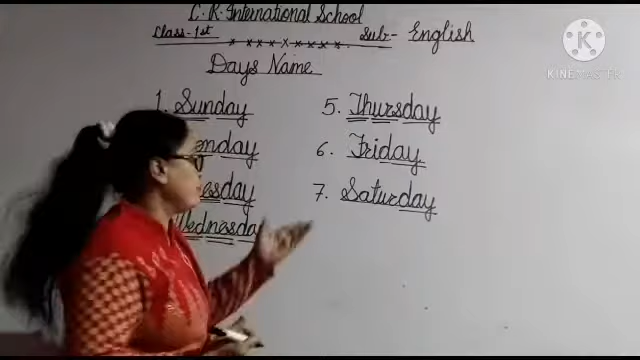 C. K. International School
Class-1st Sub:- English
Days Name
1. Sunday
5. Thursday
6. Friday
7. Saturday
KINEMASTER